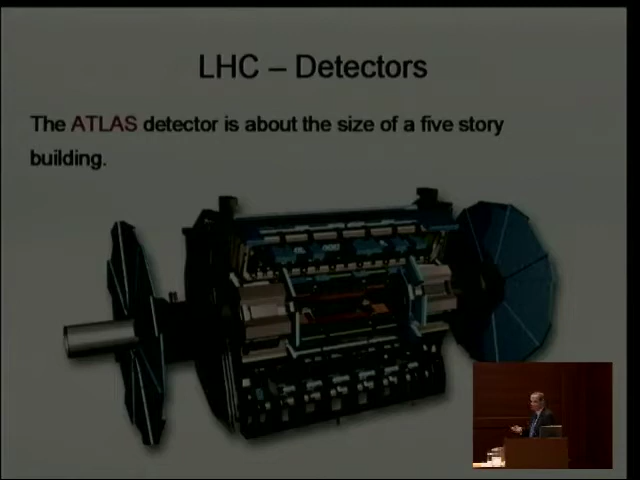 LHC – Detectors
The ATLAS detector is about the size of a five story
building.